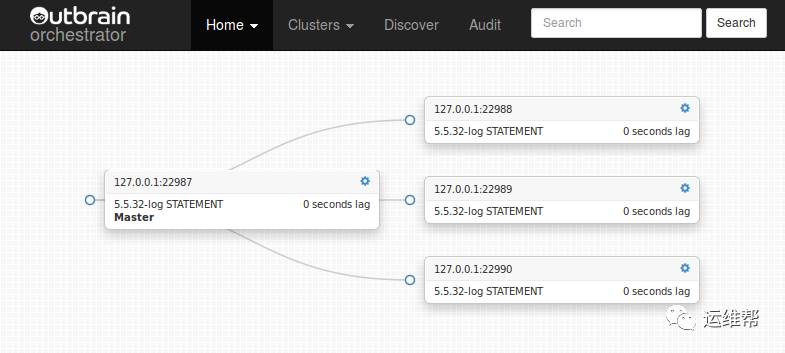 Outbrain
orchestrator
Home
Clusters
Discover
Audit
Search
Search
127.0.0.1:22987
5.5.32-log STATEMENT
0 seconds lag
Master
127.0.0.1:22988
5.5.32-log STATEMENT
0 seconds lag
127.0.0.1:22989
5.5.32-log STATEMENT
0 seconds lag
127.0.0.1:22990
5.5.32-log STATEMENT
0 seconds lag
运维帮